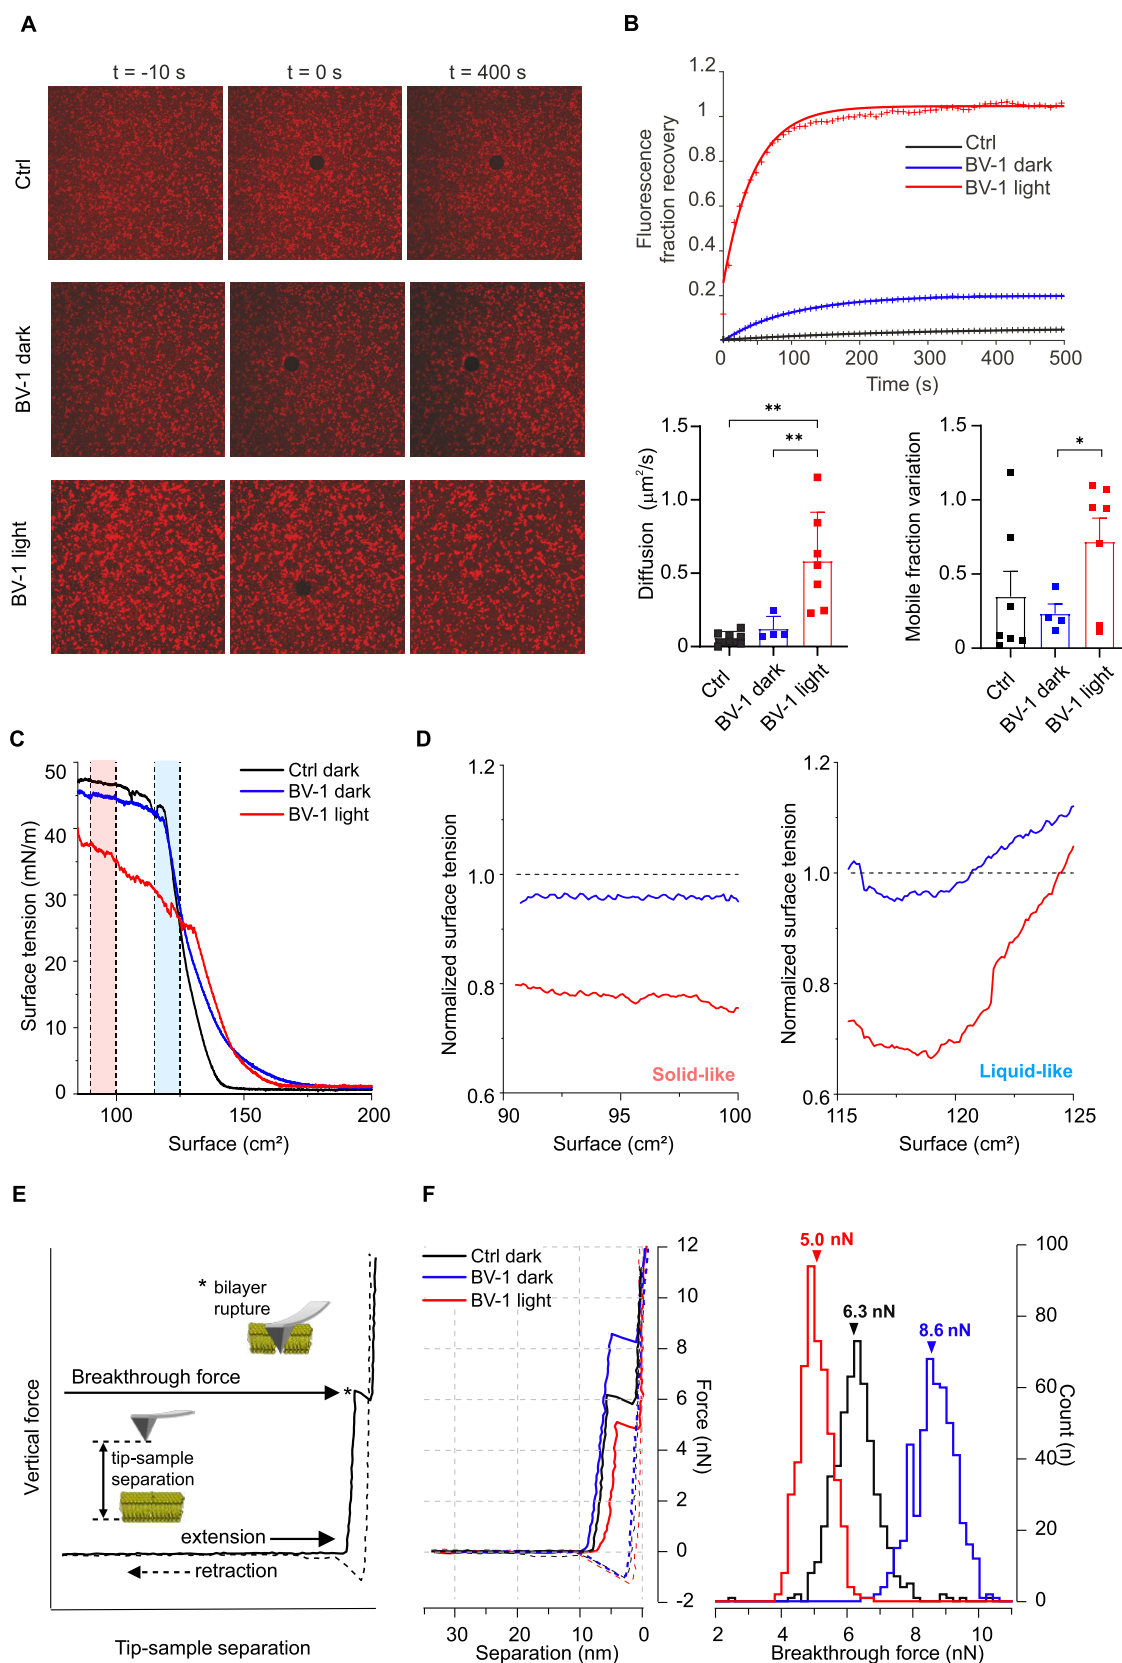 A
t = -10 s
t = 0 s
t = 400 s
Ctrl
BV-1 dark
BV-1 light
B
Fluorescence
fraction recovery
1.2
1
0.8
0.6
0.4
0.2
0
100
200
300
400
500
Time (s)
Ctrl
BV-1 dark
BV-1 light
Diffusion (μm²/s)
1.5
1.0
0.5
0
**
**
Ctrl
BV-1 dark
BV-1 light
Mobile fraction variation
1.5
1.0
0.5
0
*
Ctrl
BV-1 dark
BV-1 light
C
Surface tension (mN/m)
50
40
30
20
10
0
100
150
200
Surface (cm²)
Ctrl dark
BV-1 dark
BV-1 light
D
Normalized surface tension
1.2
1.0
0.8
0.6
90
95
100
Surface (cm²)
Solid-like
Normalized surface tension
1.2
1.0
0.8
0.6
115
120
125
Surface (cm²)
Liquid-like
E
Vertical force
* bilayer
rupture
Breakthrough force
*
tip-sample
separation
extension
retraction
Tip-sample separation
F
Ctrl dark
BV-1 dark
BV-1 light
12
10
8
6
4
2
0
-2
Force (nN)
30
20
10
0
Separation (nm)
5.0 nN
6.3 nN
8.6 nN
100
80
60
40
20
0
Count (n)
2
4
6
8
10
Breakthrough force (nN)